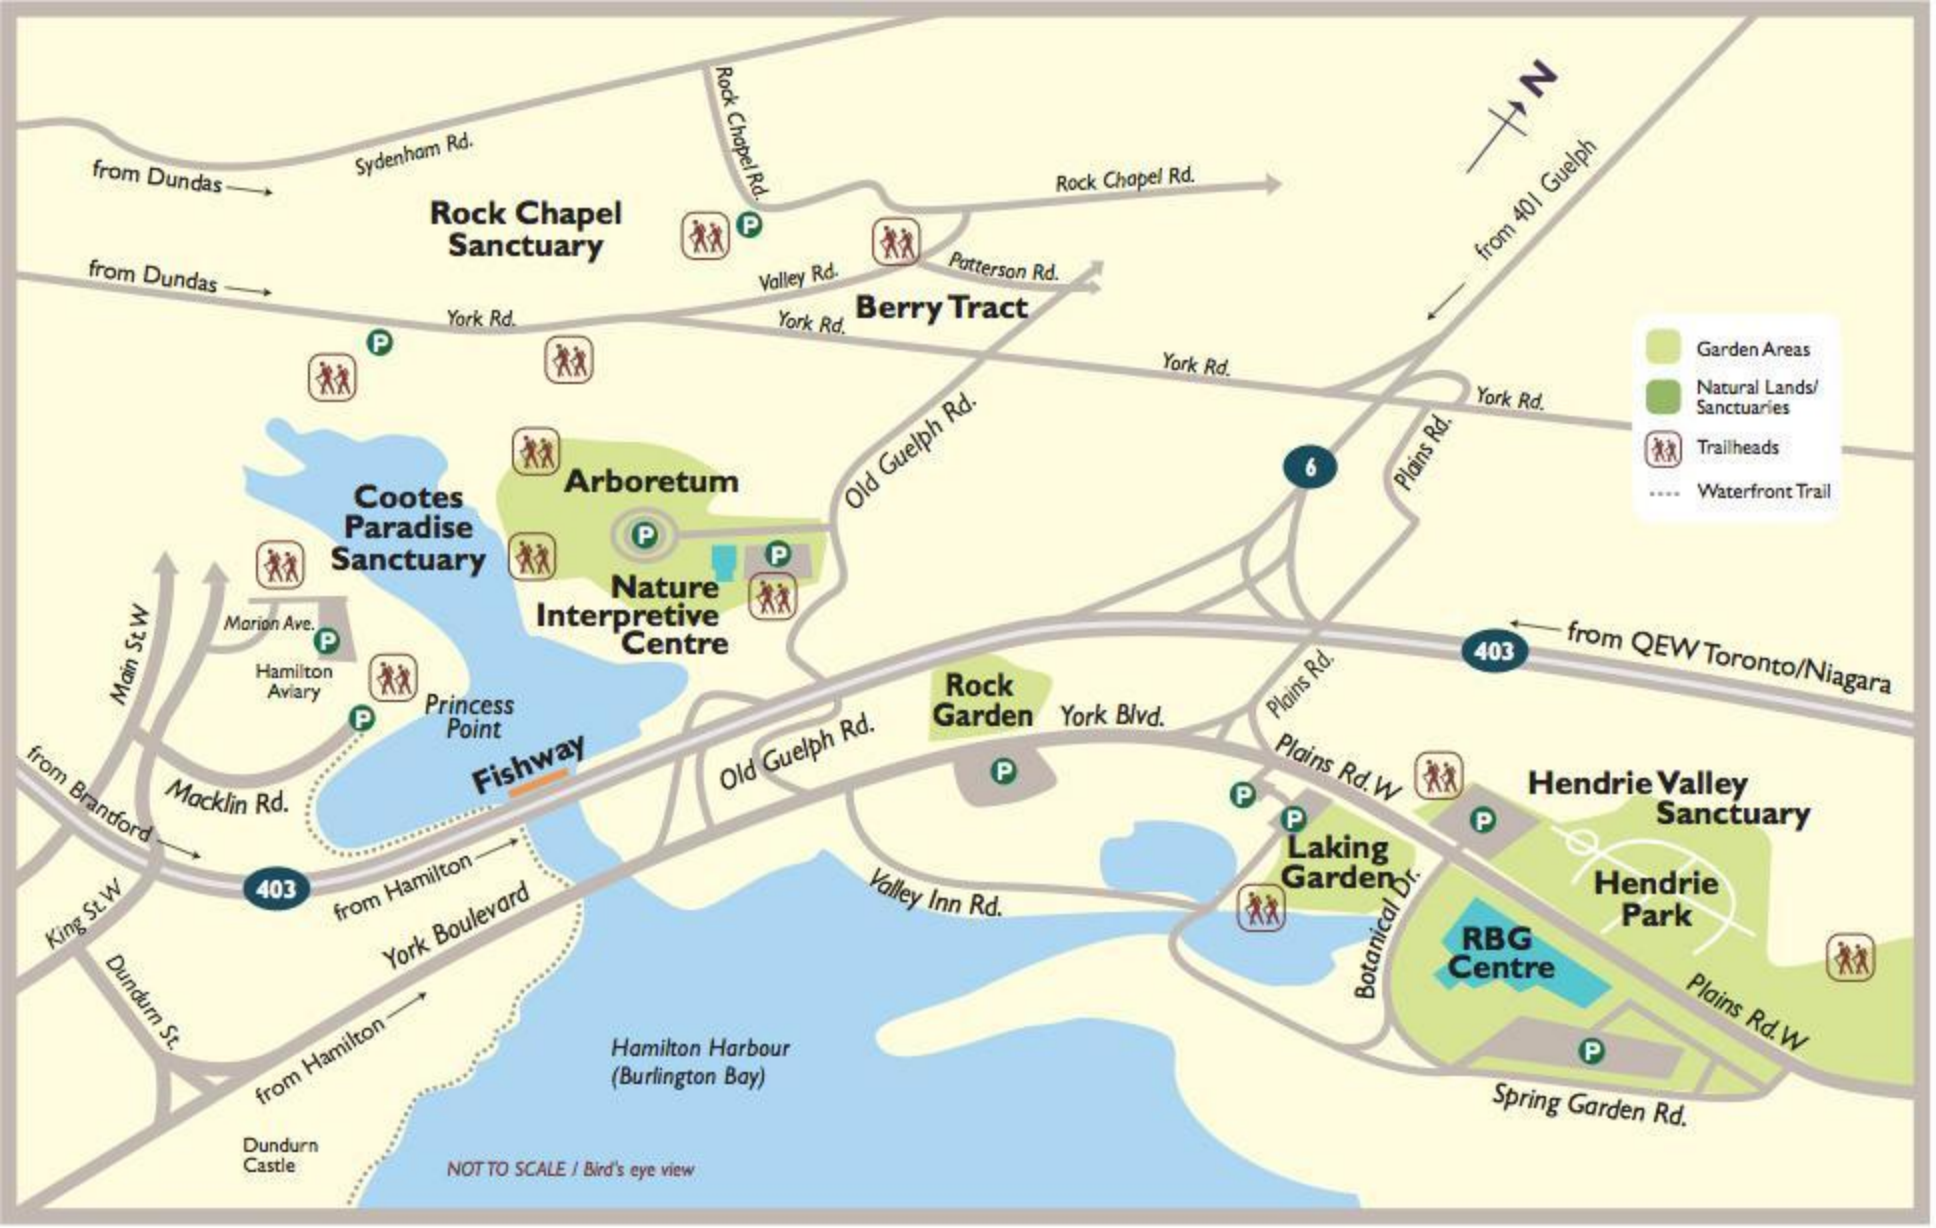 Rock Chapel Rd.
N
Sydenham Rd.
from Dundas
Rock Chapel Rd.
from 401 Guelph
Rock Chapel
Sanctuary
P
from Dundas
Valley Rd.
Patterson Rd.
Berry Tract
York Rd.
York Rd.
York Rd.
York Rd.
P
Garden Areas
Natural Lands/
Sanctuaries
Trailheads
Waterfront Trail
Old Guelph Rd.
Plains Rd.
6
Arboretum
P
P
Cootes
Paradise
Sanctuary
Nature
Interpretive
Centre
Main St. W
Marion Ave.
P
Hamilton
Aviary
P
Princess
Point
Fishway
403
from QEW Toronto/Niagara
Rock
Garden
York Blvd.
Plains Rd.
P
Old Guelph Rd.
Plains Rd. W
Hendrie Valley
Sanctuary
P
P
P
Laking
Garden
Hendrie
Park
from Brantford
Macklin Rd.
403
from Hamilton
York Boulevard
King St. W
Valley Inn Rd.
Botanical Dr.
RBG
Centre
Plains Rd. W
Dundurn St.
from Hamilton
Hamilton Harbour
(Burlington Bay)
P
Spring Garden Rd.
Dundurn
Castle
NOT TO SCALE / Bird's eye view